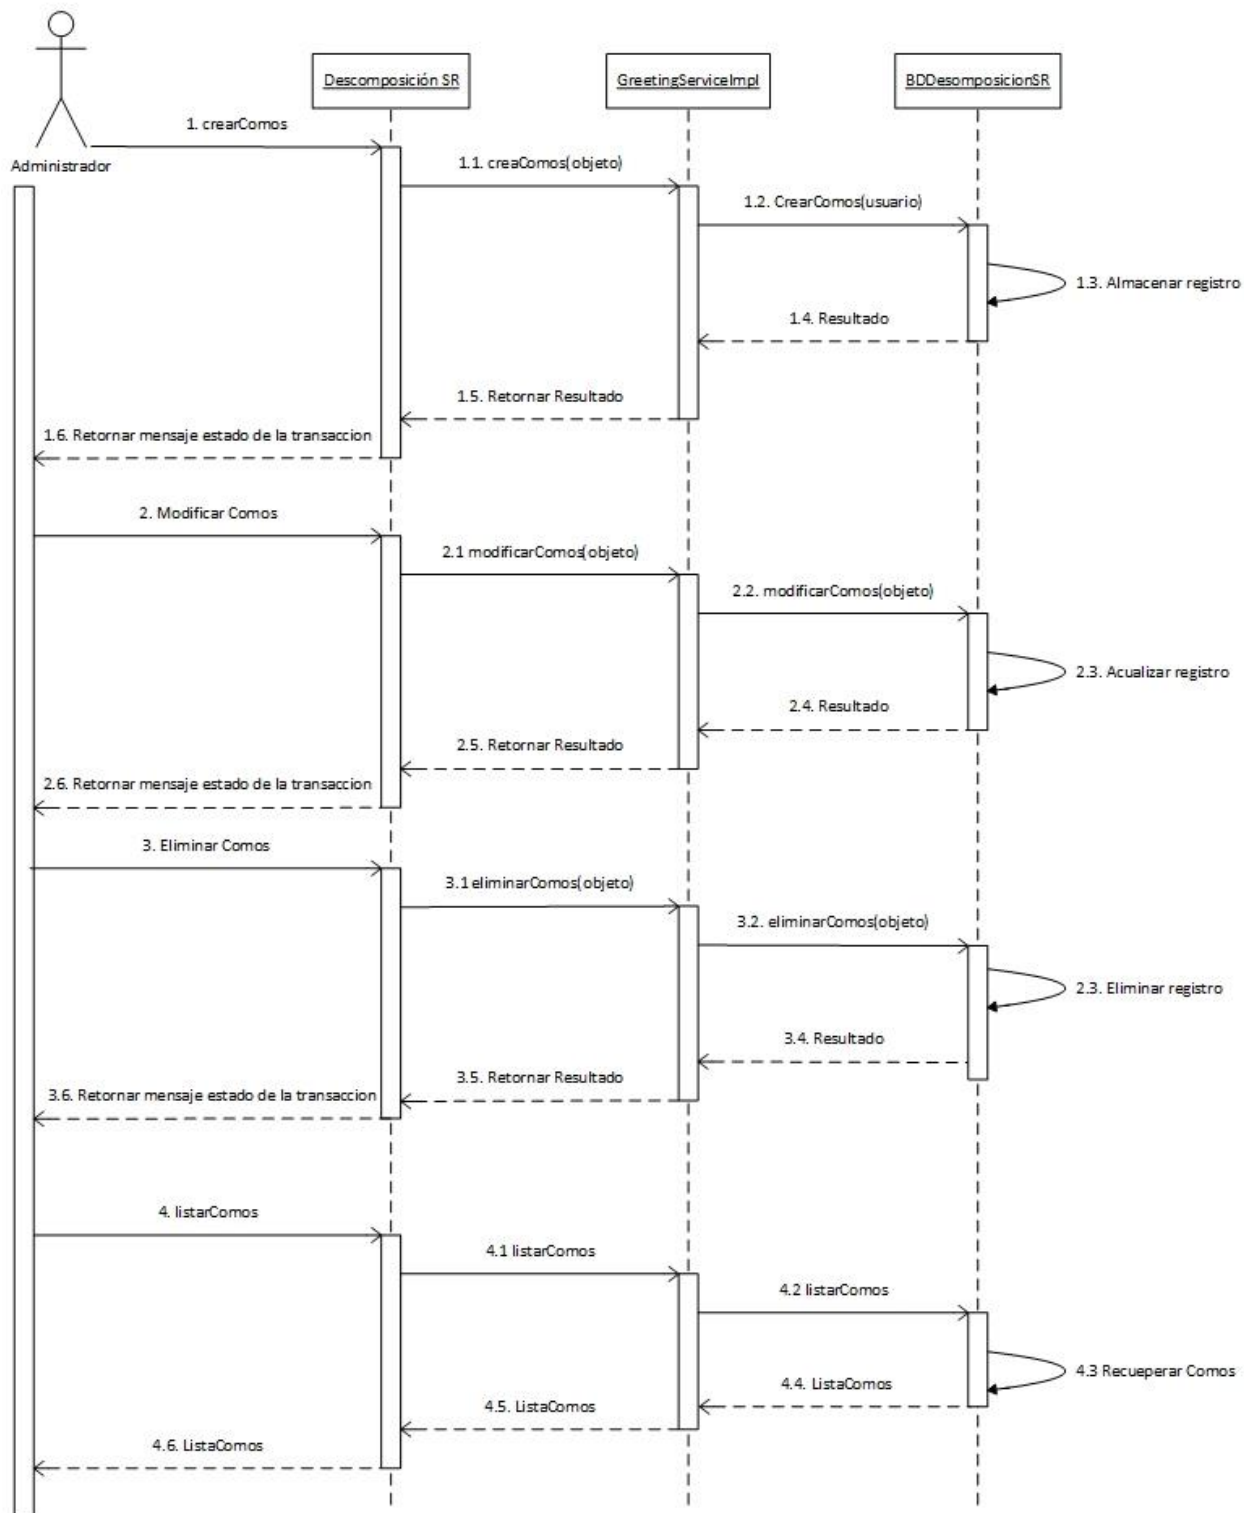 Descomposición SR
GreetingServiceImpl
BDDesomposicionSR
Administrador
1. crearComos
1.1. creaComos(objeto)
1.2. CrearComos(usuario)
1.3. Almacenar registro
1.4. Resultado
1.5. Retornar Resultado
1.6. Retornar mensaje estado de la transaccion
2. Modificar Comos
2.1 modificarComos(objeto)
2.2. modificarComos(objeto)
2.3. Acualizar registro
2.4. Resultado
2.5. Retornar Resultado
2.6. Retornar mensaje estado de la transaccion
3. Eliminar Comos
3.1 eliminarComos(objeto)
3.2. eliminarComos(objeto)
2.3. Eliminar registro
3.4. Resultado
3.5. Retornar Resultado
3.6. Retornar mensaje estado de la transaccion
4. listarComos
4.1 listarComos
4.2 listarComos
4.3 Recueperar Comos
4.4. ListaComos
4.5. ListaComos
4.6. ListaComos